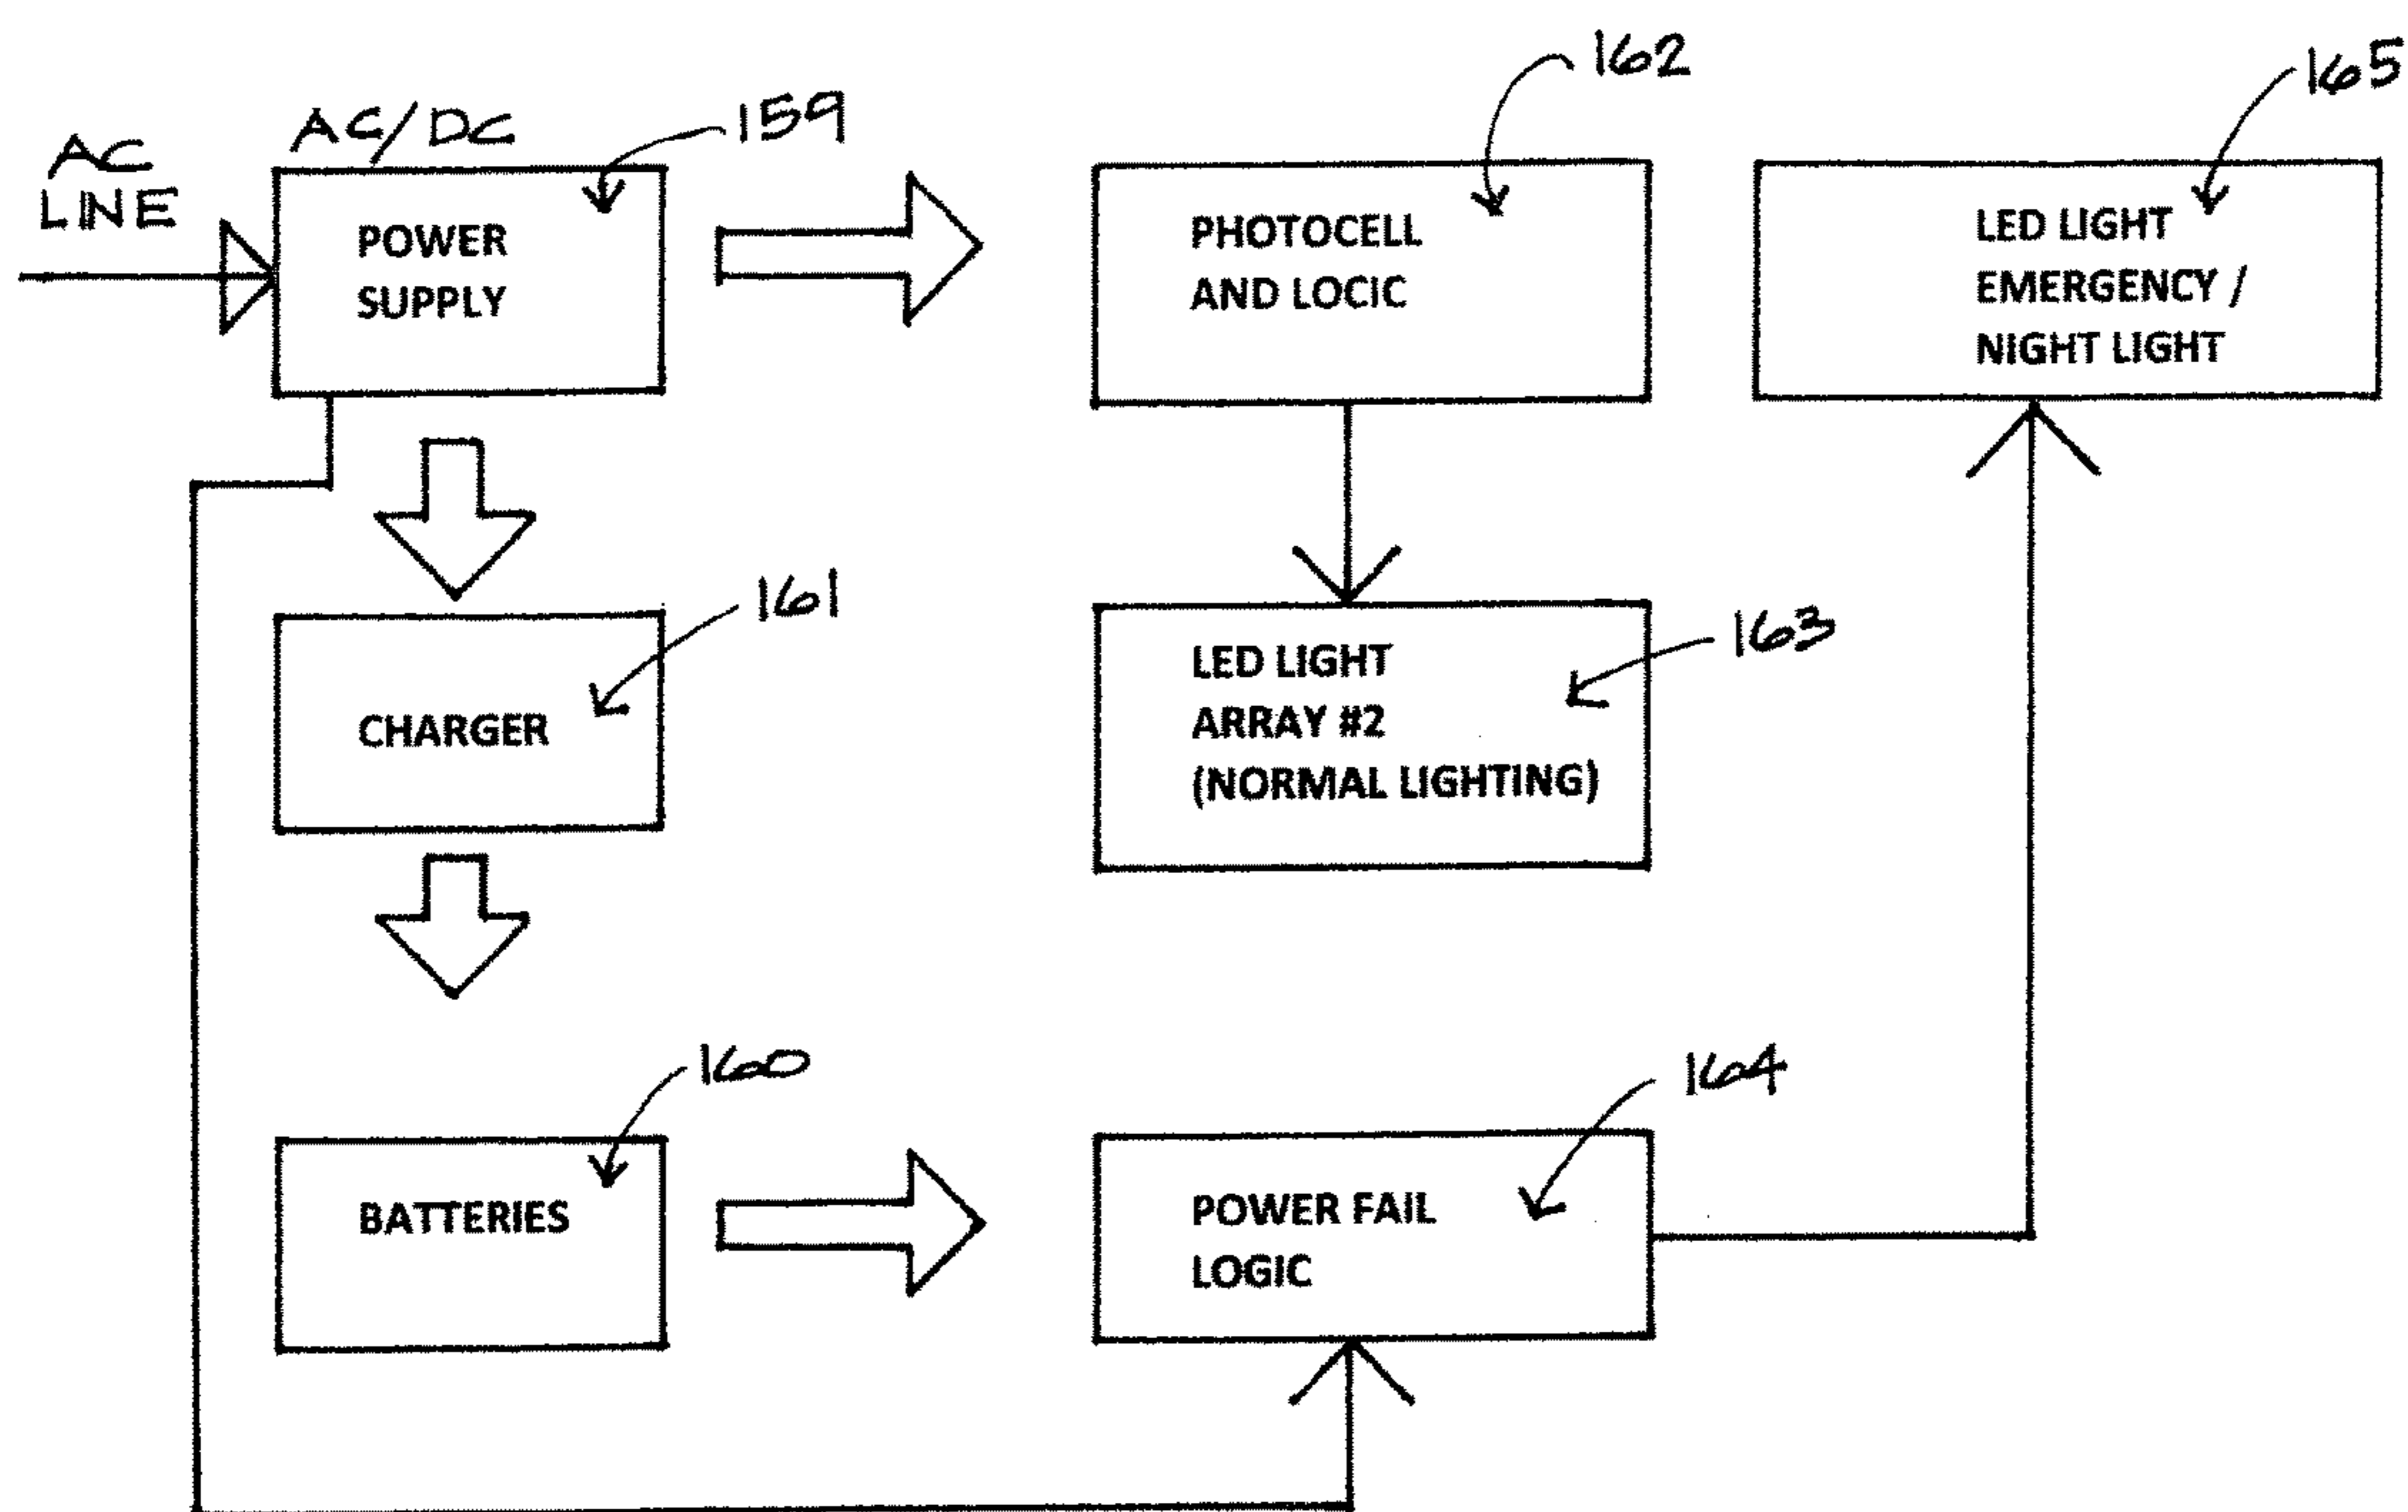 162
165
AC/DC
159
AC
LINE
POWER
SUPPLY
PHOTOCELL
AND LOCIC
LED LIGHT
EMERGENCY /
NIGHT LIGHT
161
CHARGER
163
LED LIGHT
ARRAY #2
(NORMAL LIGHTING)
160
BATTERIES
164
POWER FAIL
LOGIC